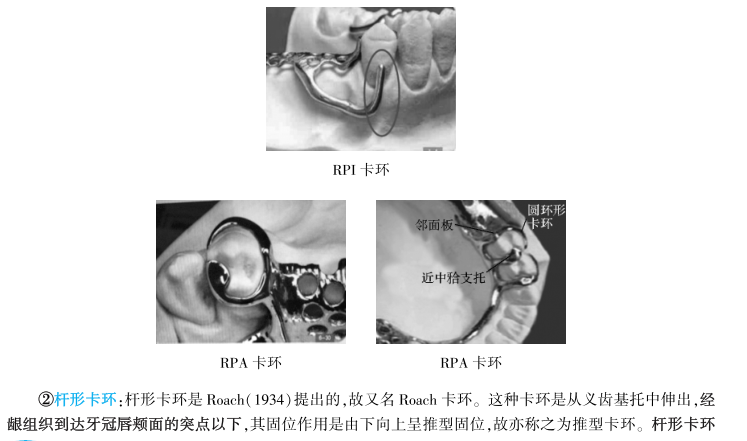 RPI 卡环
圆环形
卡环
邻面板
近中𬌗支托
RPA 卡环
RPA 卡环
②杆形卡环:杆形卡环是 Roach(1934)提出的,故又名 Roach 卡环。这种卡环是从义齿基托中伸出,经
龈组织到达牙冠唇颊面的突点以下,其固位作用是由下向上呈推型固位,故亦称之为推型卡环。杆形卡环